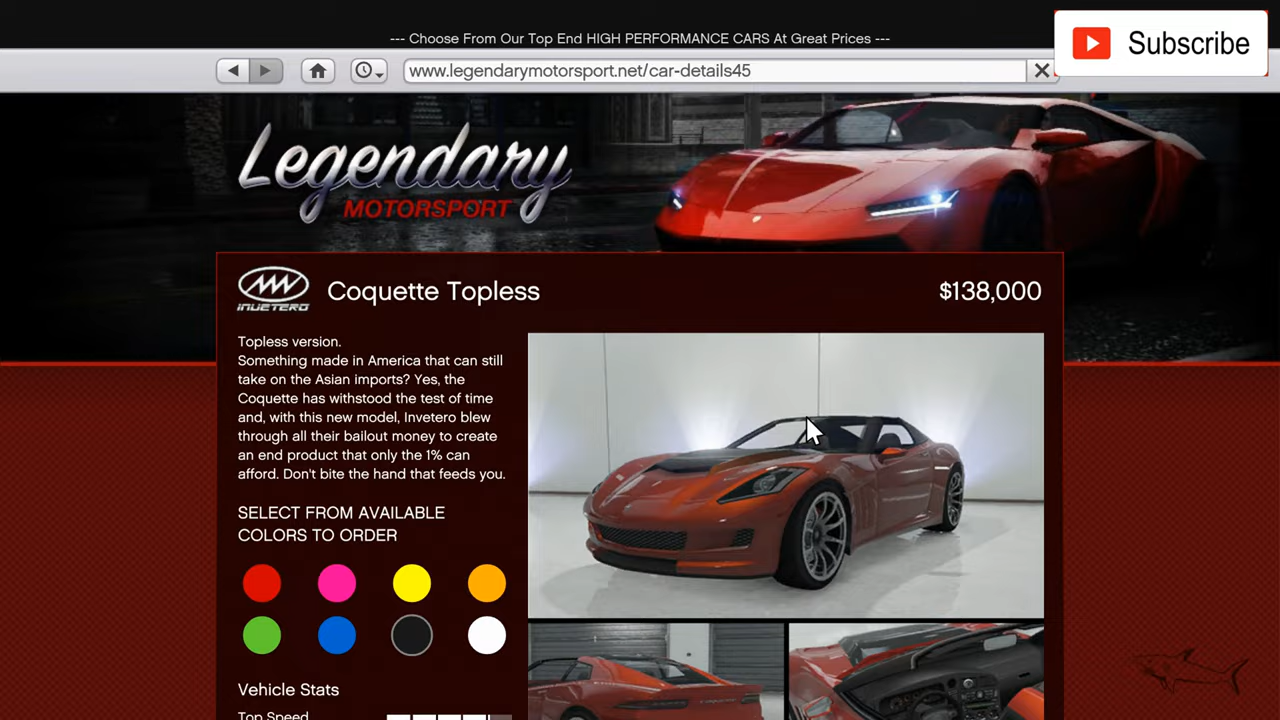 --- Choose From Our Top End HIGH PERFORMANCE CARS At Great Prices ---
Subscribe
www.legendarymotorsport.net/car-details45
Legendary
MOTORSPORT
INVETERO
Coquette Topless
$138,000
Topless version.
Something made in America that can still
take on the Asian imports? Yes, the
Coquette has withstood the test of time
and, with this new model, Invetero blew
through all their bailout money to create
an end product that only the 1% can
afford. Don't bite the hand that feeds you.
SELECT FROM AVAILABLE
COLORS TO ORDER
Vehicle Stats
Top Speed